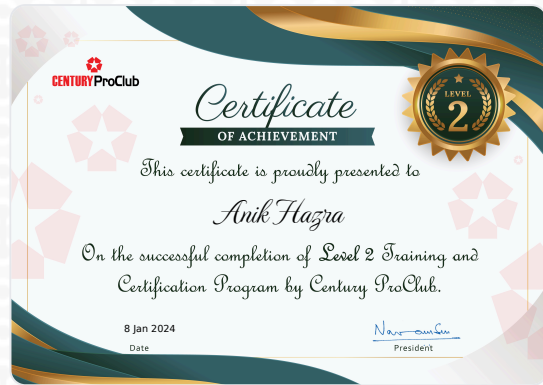 CENTURY ProClub
Certificate
OF ACHIEVEMENT
LEVEL
2
This certificate is proudly presented to
Anik Hazra
On the successful completion of Level 2 Training and
Certification Program by Century ProClub.
8 Jan 2024
Date
President